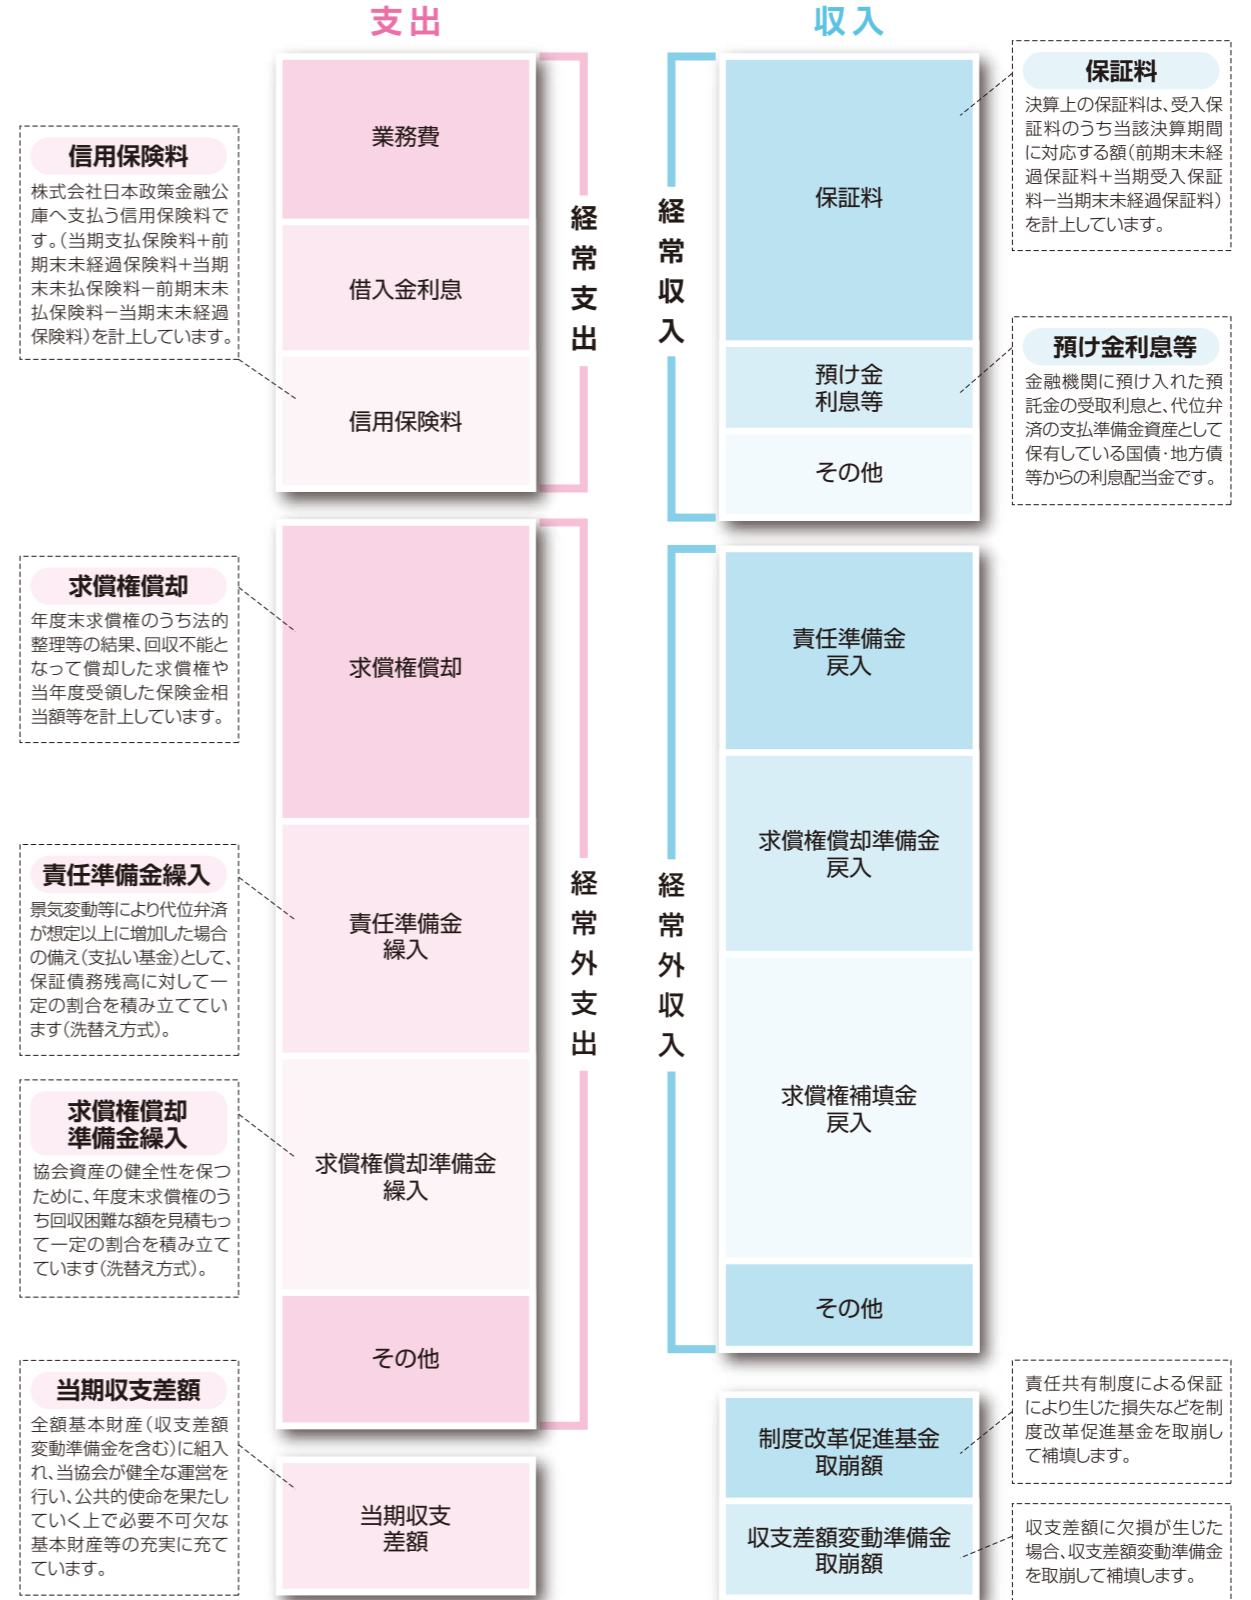 支出
収入
業務費
借入金利息
信用保険料
経常支出
信用保険料
株式会社日本政策金融公
庫へ支払う信用保険料で
す。(当期支払保険料+前
期末未経過保険料+当期
末未払保険料-前期末未
払保険料-当期末未経過
保険料)を計上しています。
求償権償却
責任準備金
繰入
求償権償却準備金
繰入
その他
経常外支出
求償権償却
年度末求償権のうち法的
整理等の結果、回収不能と
なって償却した求償権や
当年度受領した保険金相
当額等を計上しています。
責任準備金繰入
景気変動等により代位弁済
が想定以上に増加した場合
の備え(支払い基金)として、
保証債務残高に対して一
定の割合を積み立ててい
ます(洗替え方式)。
求償権償却
準備金繰入
協会資産の健全性を保つ
ために、年度末求償権のう
ち回収困難な額を見積もっ
て一定の割合を積み立て
ています(洗替え方式)。
当期収支
差額
当期収支差額
全額基本財産(収支差額
変動準備金を含む)に組入
れ、当協会が健全な運営を
行い、公共的使命を果たし
ていく上で必要不可欠な
基本財産等の充実に充て
ています。
経常収入
保証料
預け金
利息等
その他
保証料
決算上の保証料は、受入保
証料のうち当該決算期間
に対応する額(前期末未経
過保証料+当期受入保証
料-当期末未経過保証料)
を計上しています。
預け金利息等
金融機関に預け入れた預
託金の受取利息と、代位弁
済の支払準備金資産として
保有している国債・地方債
等からの利息配当金です。
経常外収入
責任準備金
戻入
求償権償却準備金
戻入
求償権補填金
戻入
その他
制度改革促進基金
取崩額
収支差額変動準備金
取崩額
責任共有制度による保証
により生じた損失などを制
度改革促進基金を取崩し
て補填します。
収支差額に欠損が生じた
場合、収支差額変動準備金
を取崩して補填します。